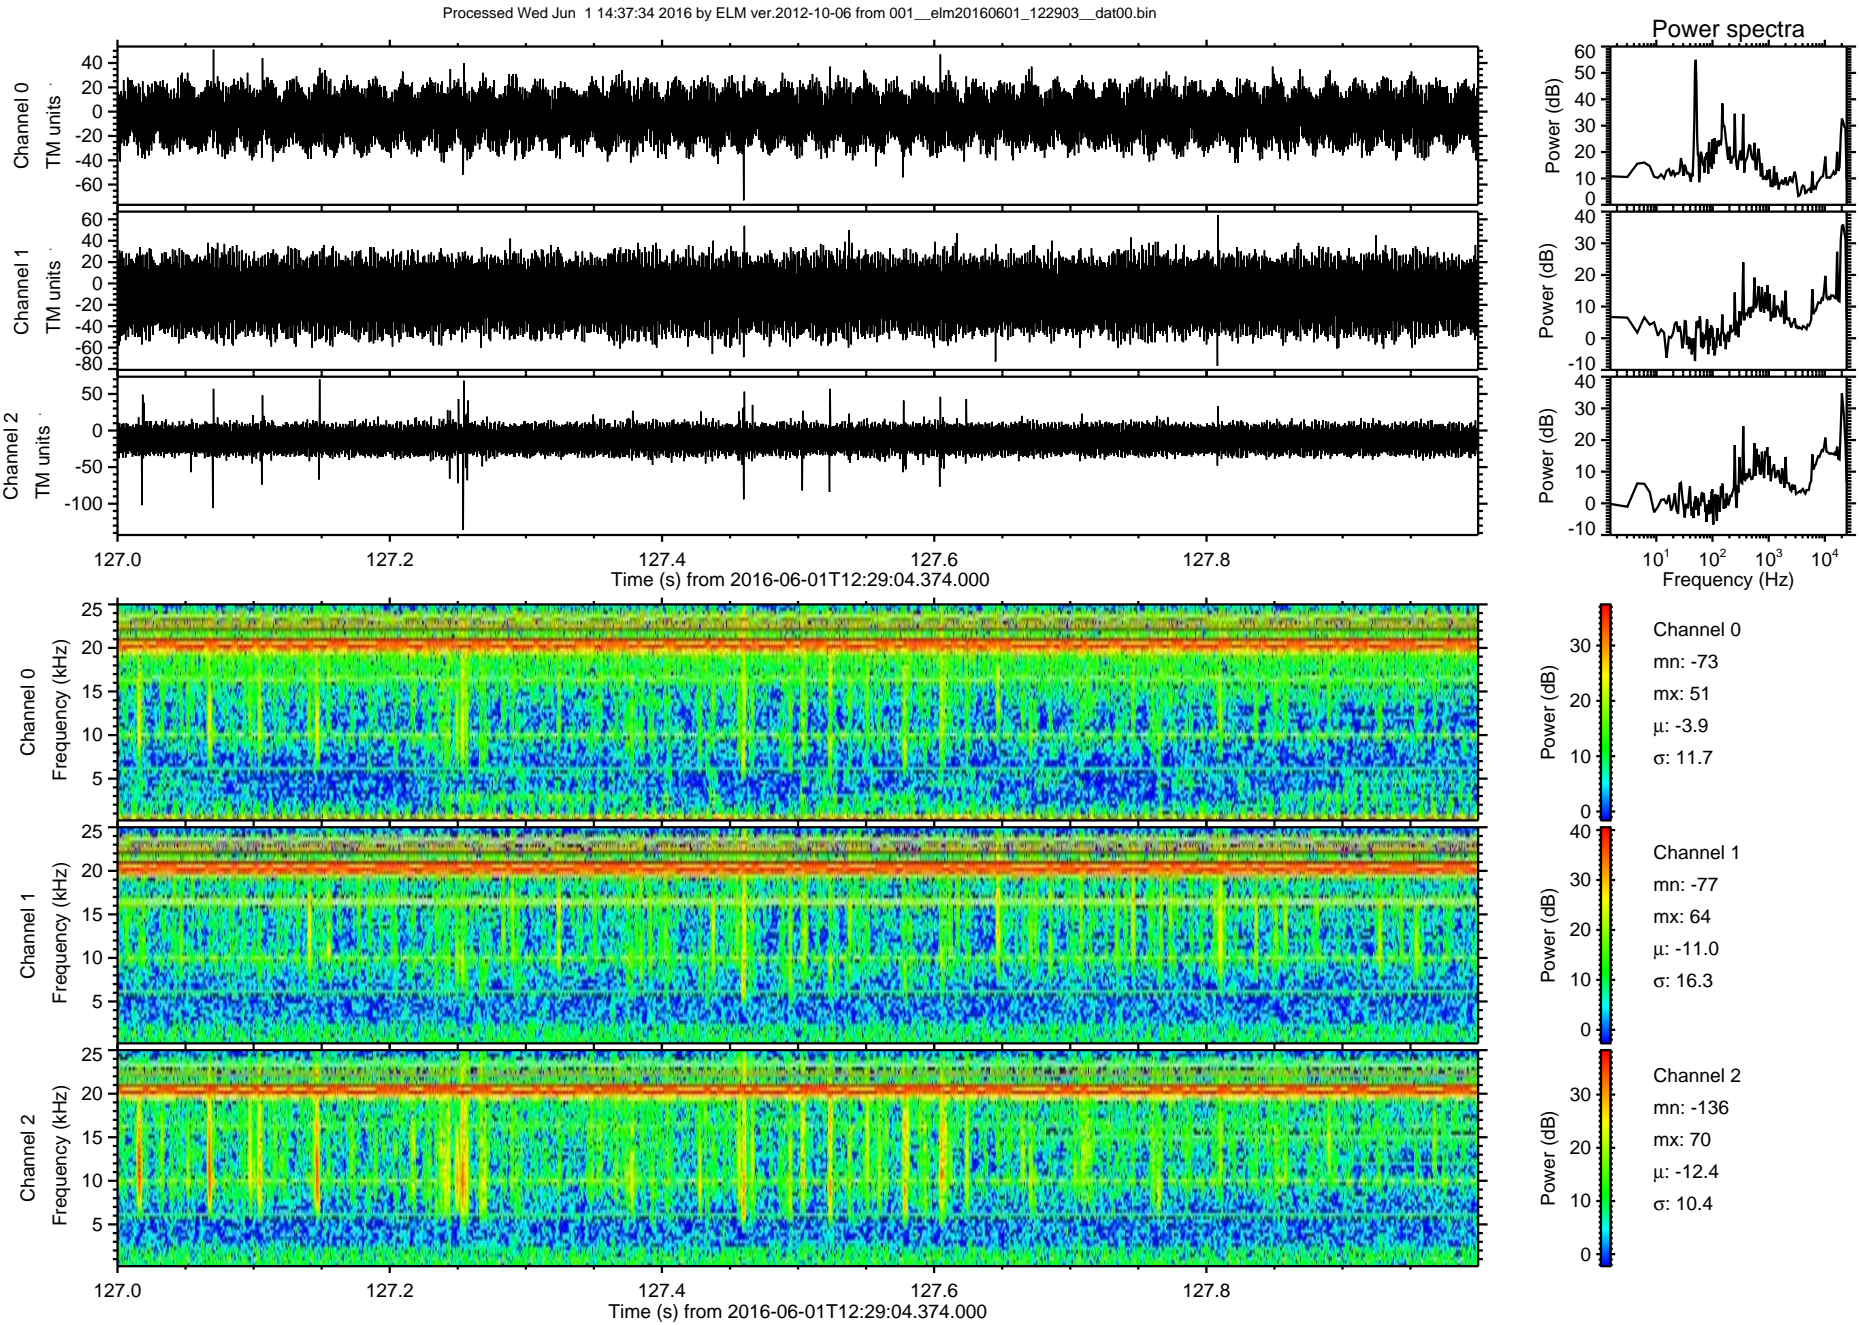 Processed Wed Jun  1 14:37:34 2016 by ELM ver.2012-10-06 from 001__elm20160601_122903__dat00.bin
Power spectra
Channel 0
TM units
40
20
0
-20
-40
-60
Power (dB)
60
50
40
30
20
10
0
Channel 1
TM units
60
40
20
0
-20
-40
-60
-80
Power (dB)
40
30
20
10
0
-10
Channel 2
TM units
50
0
-50
-100
Power (dB)
40
30
20
10
0
-10
127.0 127.2 127.4 127.6 127.8
Time (s) from 2016-06-01T12:29:04.374.000
10^1 10^2 10^3 10^4
Frequency (Hz)
Channel 0
Frequency (kHz)
25
20
15
10
5
Power (dB)
30
20
10
0
Channel 0
mn: -73
mx: 51
μ: -3.9
σ: 11.7
Channel 1
Frequency (kHz)
25
20
15
10
5
Power (dB)
40
30
20
10
0
Channel 1
mn: -77
mx: 64
μ: -11.0
σ: 16.3
Channel 2
Frequency (kHz)
25
20
15
10
5
Power (dB)
30
20
10
0
Channel 2
mn: -136
mx: 70
μ: -12.4
σ: 10.4
127.0 127.2 127.4 127.6 127.8
Time (s) from 2016-06-01T12:29:04.374.000